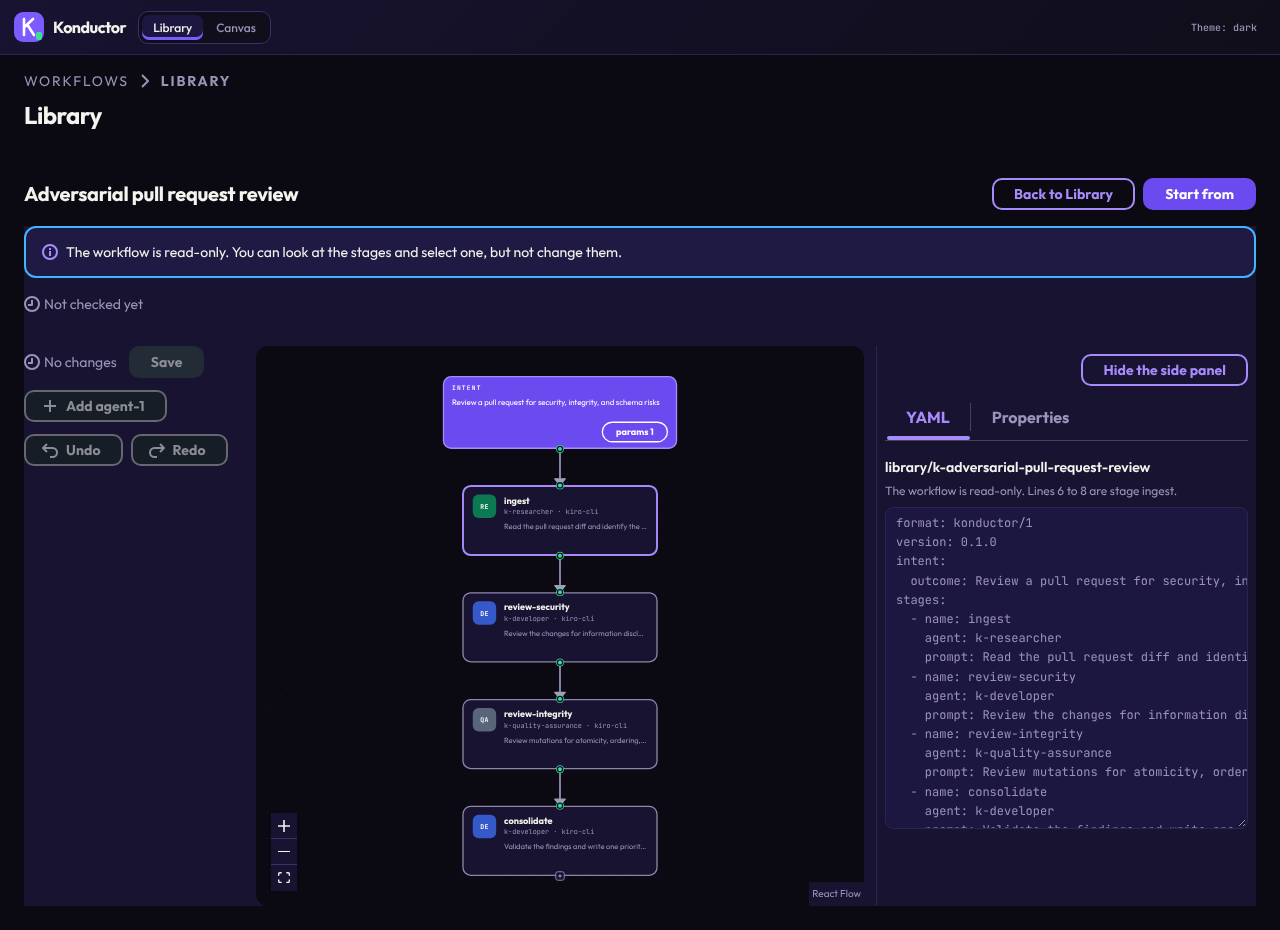 Konductor
Library
Canvas
Theme: dark
WORKFLOWS
LIBRARY
Library
Adversarial pull request review
Back to Library
Start from
The workflow is read-only. You can look at the stages and select one, but not change them.
Not checked yet
No changes
Save
Add agent-1
Undo
Redo
INTENT
Review a pull request for security, integrity, and schema risks
params 1
RE
ingest
k-researcher · kiro-cli
Read the pull request diff and identify the ...
DE
review-security
k-developer · kiro-cli
Review the changes for information discl...
QA
review-integrity
k-quality-assurance · kiro-cli
Review mutations for atomicity, ordering,...
DE
consolidate
k-developer · kiro-cli
Validate the findings and write one priorit...
React Flow
Hide the side panel
YAML
Properties
library/k-adversarial-pull-request-review
The workflow is read-only. Lines 6 to 8 are stage ingest.
format: konductor/1
version: 0.1.0
intent:
outcome: Review a pull request for security, in
stages:
- name: ingest
agent: k-researcher
prompt: Read the pull request diff and identi
- name: review-security
agent: k-developer
prompt: Review the changes for information di
- name: review-integrity
agent: k-quality-assurance
prompt: Review mutations for atomicity, order
- name: consolidate
agent: k-developer
prompt: Validate the findings and write one